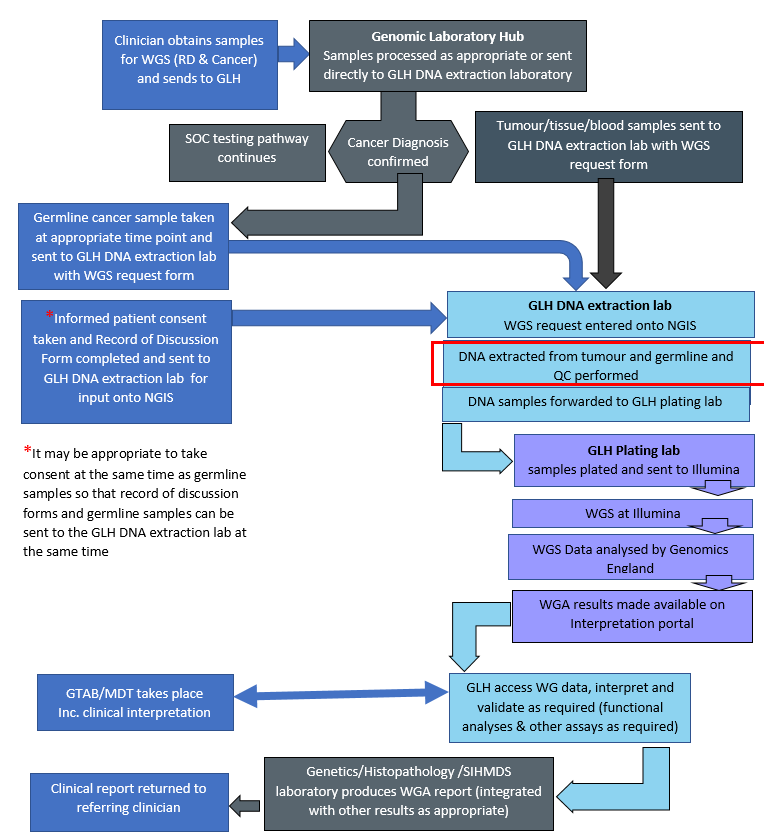 Clinician obtains samples
for WGS (RD & Cancer)
and sends to GLH
Genomic Laboratory Hub
Samples processed as appropriate or sent
directly to GLH DNA extraction laboratory
SOC testing pathway
continues
Cancer Diagnosis
confirmed
Tumour/tissue/blood samples sent to
GLH DNA extraction lab with WGS
request form
Germline cancer sample taken
at appropriate time point and
sent to GLH DNA extraction lab
with WGS request form
*Informed patient consent
taken and Record of Discussion
Form completed and sent to
GLH DNA extraction lab for
input onto NGIS
GLH DNA extraction lab
WGS request entered onto NGIS
DNA extracted from tumour and germline and
QC performed
DNA samples forwarded to GLH plating lab
*It may be appropriate to take
consent at the same time as germline
samples so that record of discussion
forms and germline samples can be
sent to the GLH DNA extraction lab at
the same time
GLH Plating lab
samples plated and sent to Illumina
WGS at Illumina
WGS Data analysed by Genomics
England
WGA results made available on
Interpretation portal
GTAB/MDT takes place
Inc. clinical interpretation
GLH access WG data, interpret and
validate as required (functional
analyses & other assays as required)
Genetics/Histopathology /SIHMDS
laboratory produces WGA report (integrated
with other results as appropriate)
Clinical report returned to
referring clinician